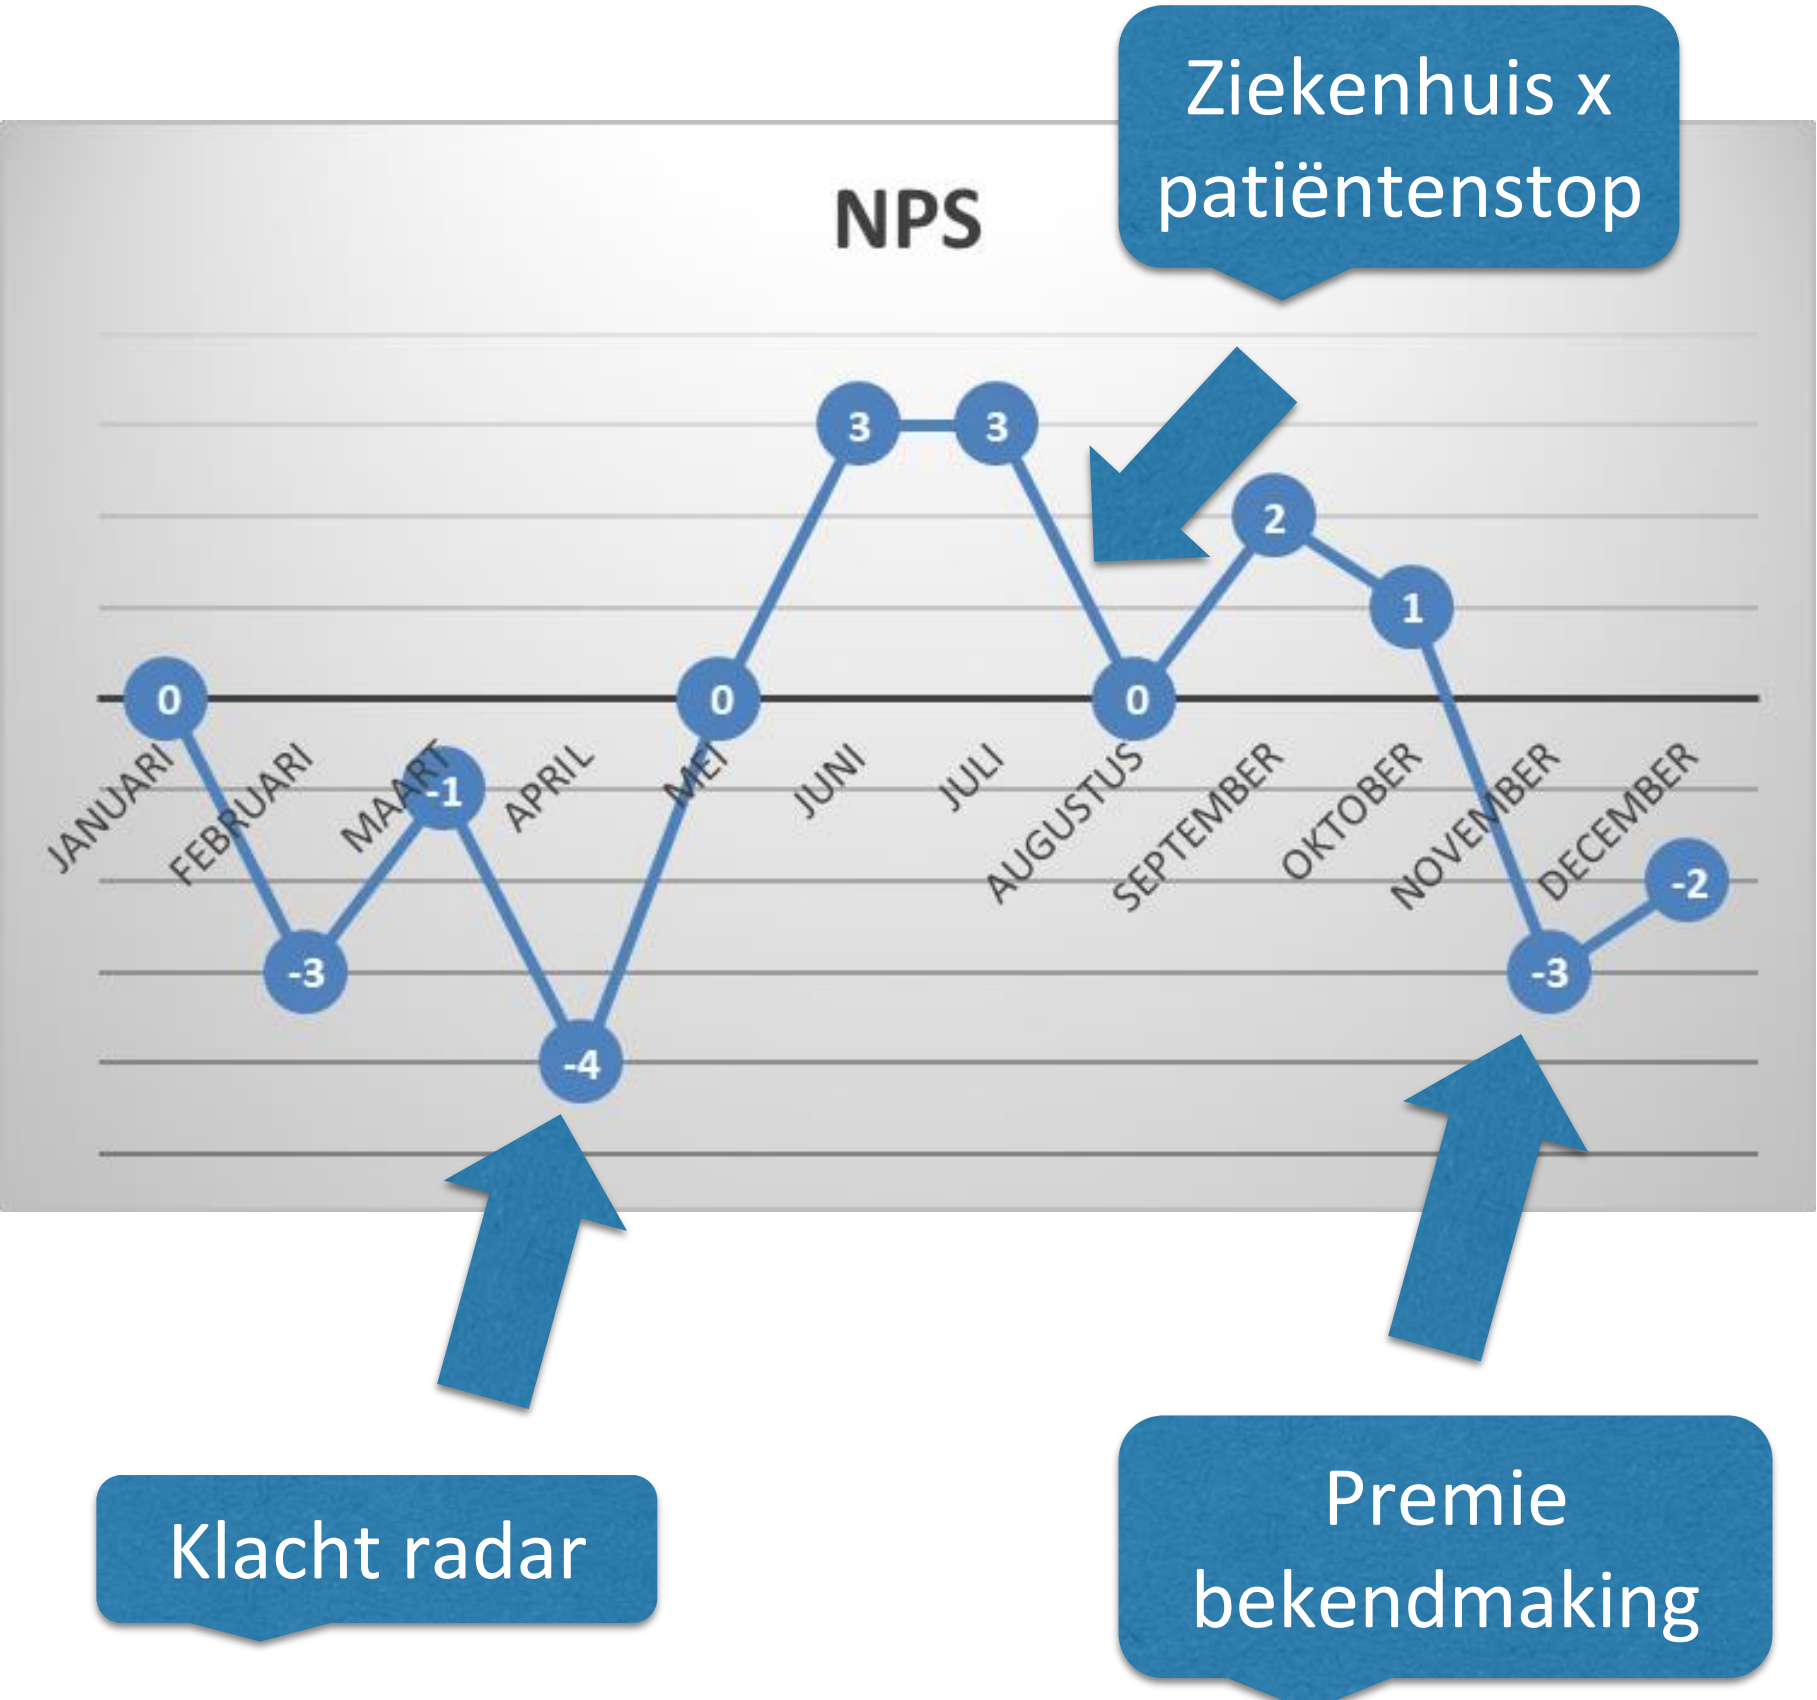 Ziekenhuis x
patiëntenstop
NPS
3
3
2
1
0
0
0
JANUARI
FEBRUARI
MAART
APRIL
MEI
JUNI
JULI
AUGUSTUS
SEPTEMBER
OKTOBER
NOVEMBER
DECEMBER
-1
-2
-3
-3
-4
Klacht radar
Premie
bekendmaking